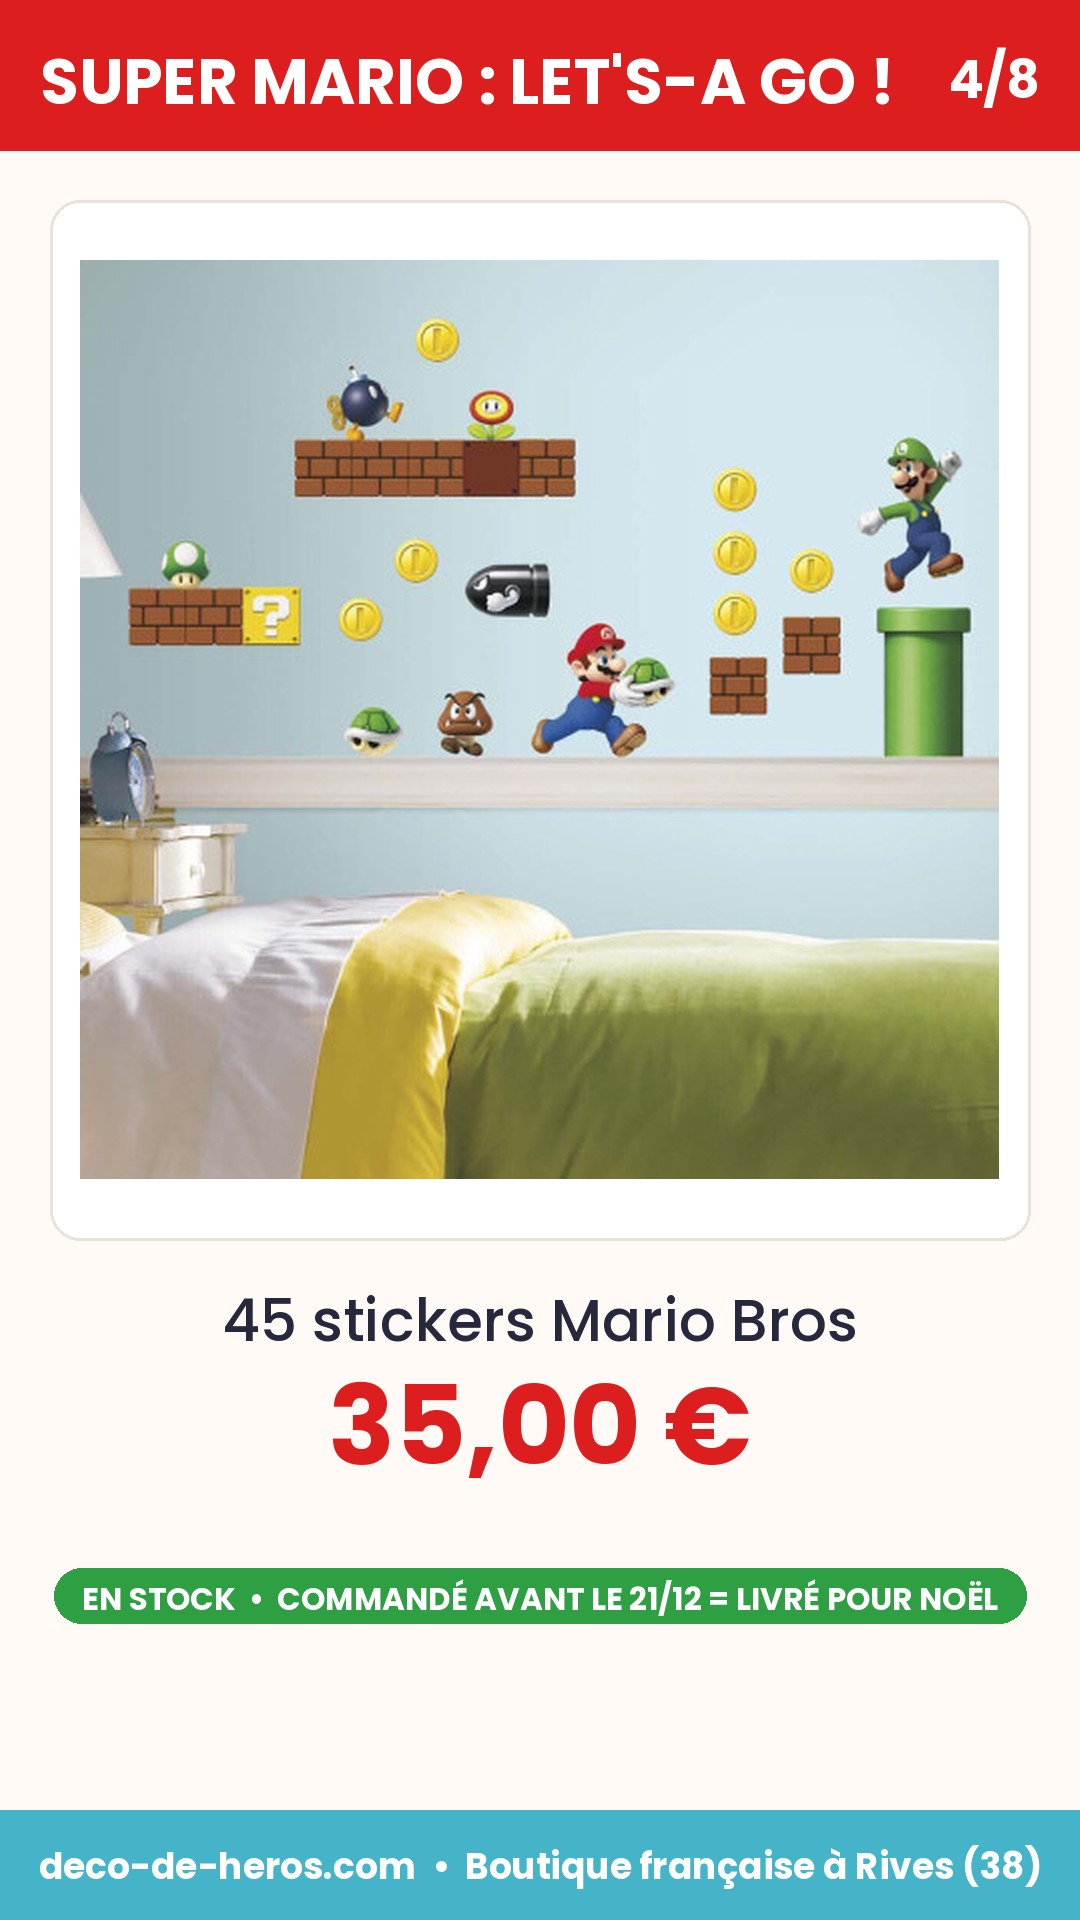 SUPER MARIO : LET'S-A GO !
4/8
?
45 stickers Mario Bros
35,00 €
EN STOCK • COMMANDÉ AVANT LE 21/12 = LIVRÉ POUR NOËL
deco-de-heros.com • Boutique française à Rives (38)